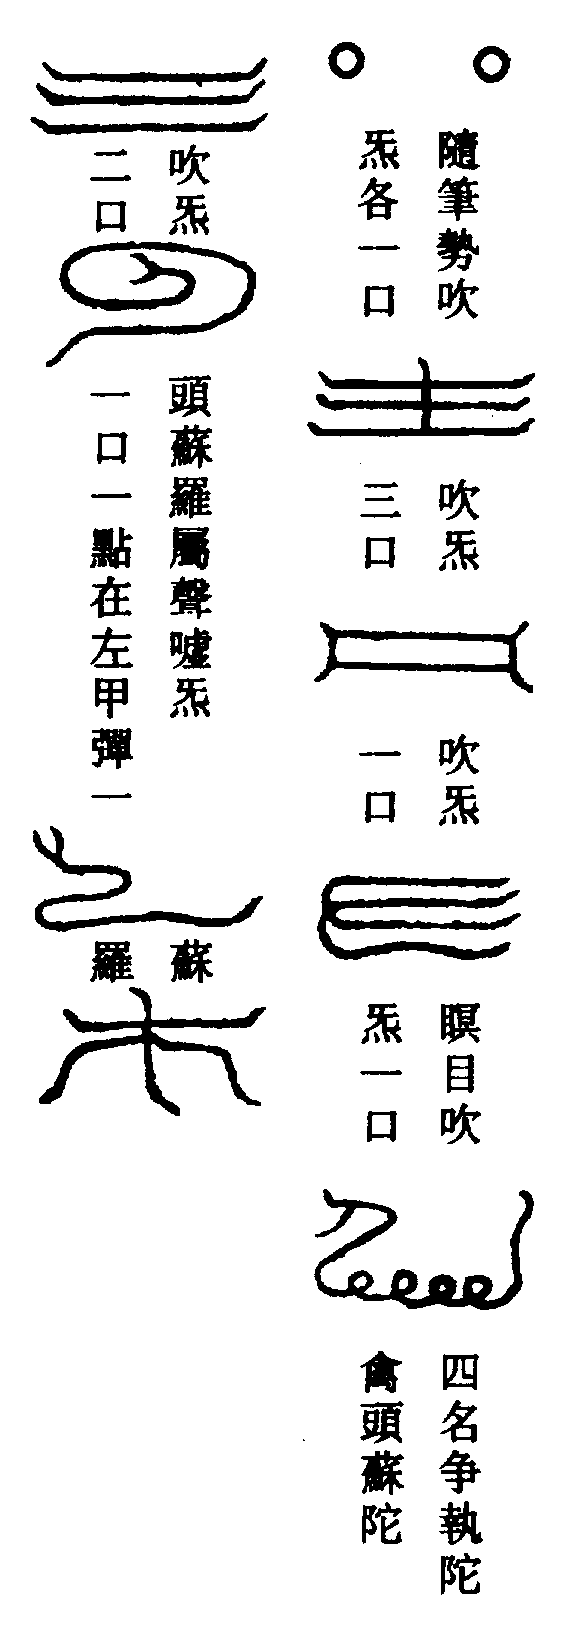 隨筆勢吹
炁各一口
吹炁
三口
吹炁
一口
瞑目吹
炁一口
四名争執陀
禽頭蘇陀
吹炁
二口
頭蘇羅屬聲噓炁
一口一點在左甲彈一
蘇
羅